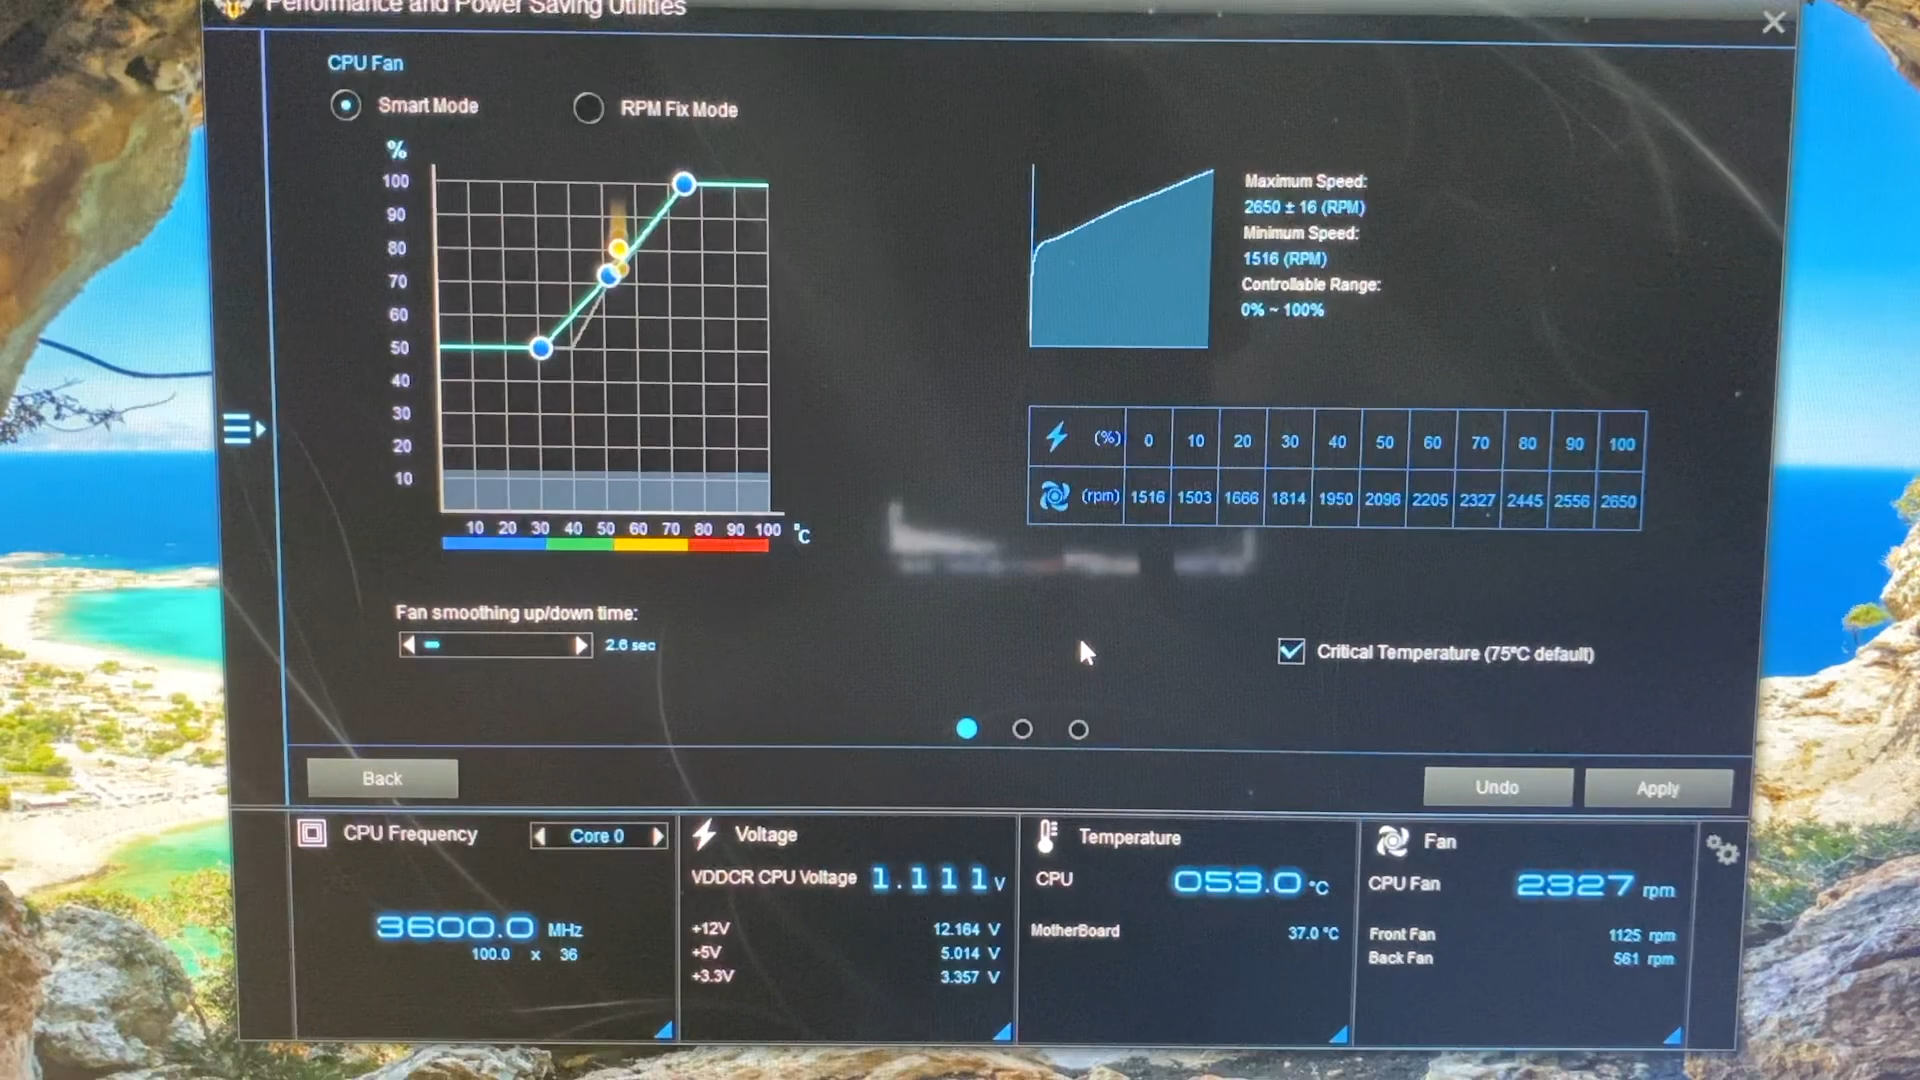 Performance and Power Saving Utilities
CPU Fan
Smart Mode RPM Fix Mode
%
100
90
80
70
60
50
40
30
20
10
10 20 30 40 50 60 70 80 90 100 °C
Maximum Speed:
2650 ± 16 (RPM)
Minimum Speed:
1516 (RPM)
Controllable Range:
0% ~ 100%
(%) 0 10 20 30 40 50 60 70 80 90 100
(rpm) 1516 1503 1666 1814 1950 2096 2205 2327 2445 2556 2650
Fan smoothing up/down time:
2.6 sec
Critical Temperature (75°C default)
Back Undo Apply
CPU Frequency Core 0
3600.0 MHz
100.0 x 36
Voltage
VDDCR CPU Voltage 1.111 V
+12V 12.164 V
+5V 5.014 V
+3.3V 3.357 V
Temperature
CPU 053.0 °C
MotherBoard 37.0 °C
Fan
CPU Fan 2327 rpm
Front Fan 1125 rpm
Back Fan 561 rpm